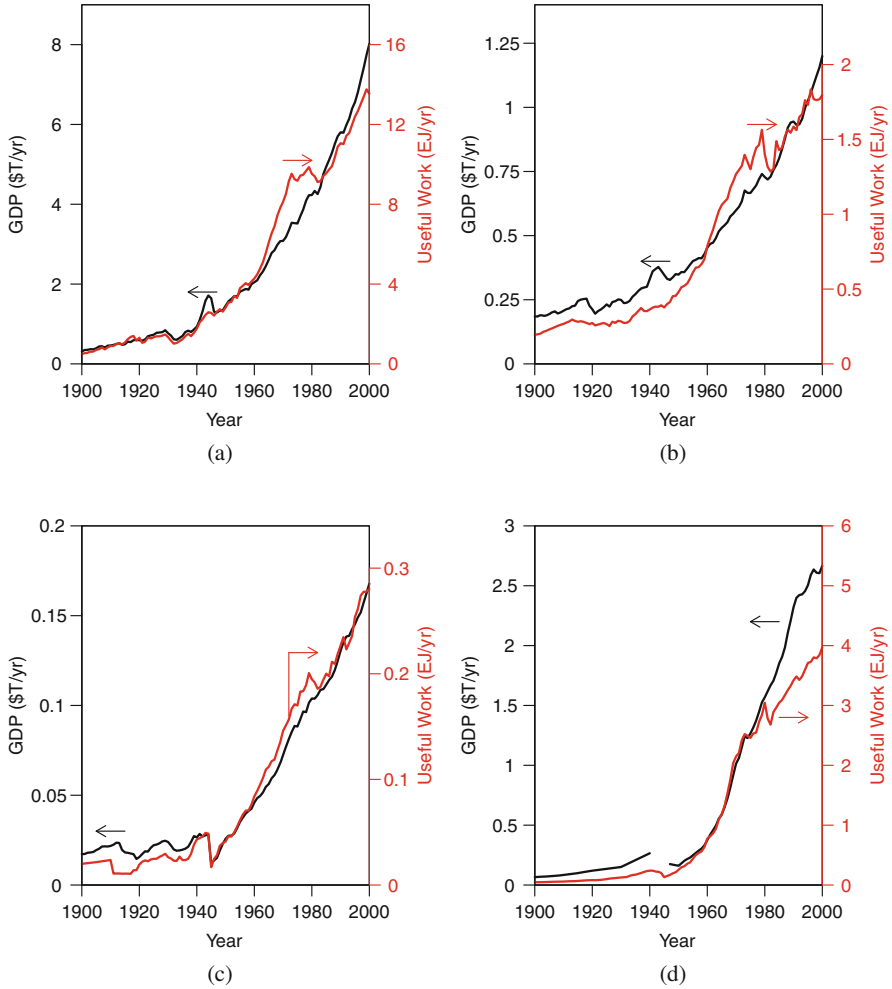 8
6
4
2
0
GDP ($T/yr)
16
12
8
4
0
Useful Work (EJ/yr)
1900 1920 1940 1960 1980 2000
Year
(a)
1.25
1
0.75
0.5
0.25
0
GDP ($T/yr)
2
1.5
1
0.5
0
Useful Work (EJ/yr)
1900 1920 1940 1960 1980 2000
Year
(b)
0.2
0.15
0.1
0.05
0
GDP ($T/yr)
0.3
0.2
0.1
0
Useful Work (EJ/yr)
1900 1920 1940 1960 1980 2000
Year
(c)
3
2.5
2
1.5
1
0.5
0
GDP ($T/yr)
6
5
4
3
2
1
0
Useful Work (EJ/yr)
1900 1920 1940 1960 1980 2000
Year
(d)